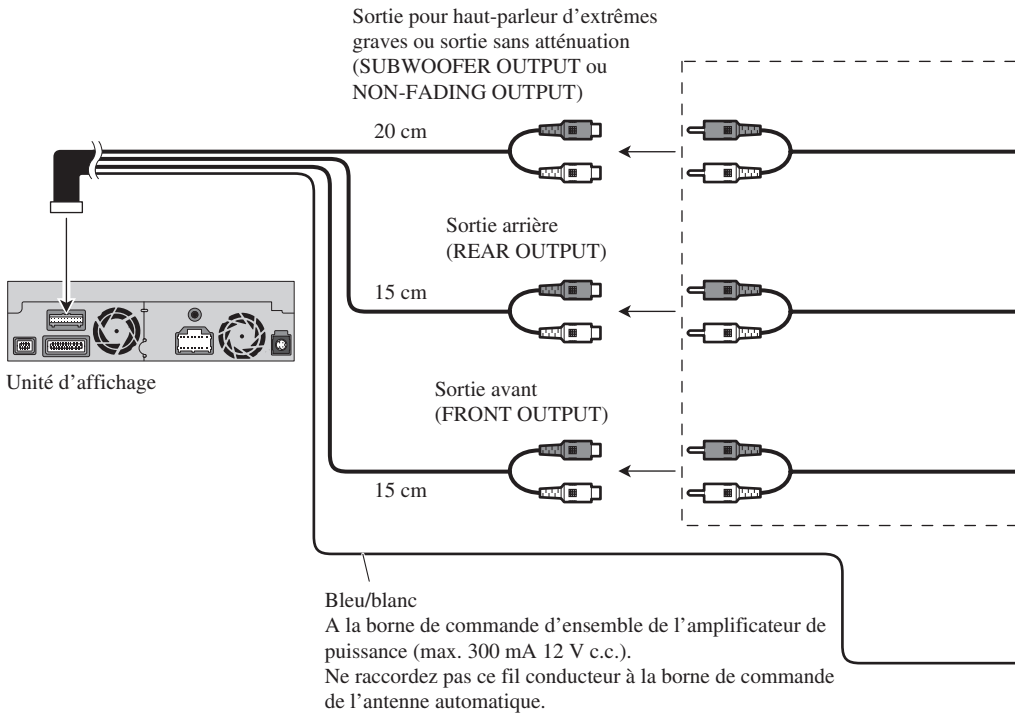 Sortie pour haut-parleur d'extrêmes
graves ou sortie sans atténuation
(SUBWOOFER OUTPUT ou
NON-FADING OUTPUT)
20 cm
Sortie arrière
(REAR OUTPUT)
15 cm
Unité d'affichage
Sortie avant
(FRONT OUTPUT)
15 cm
Bleu/blanc
A la borne de commande d'ensemble de l'amplificateur de
puissance (max. 300 mA 12 V c.c.).
Ne raccordez pas ce fil conducteur à la borne de commande
de l'antenne automatique.